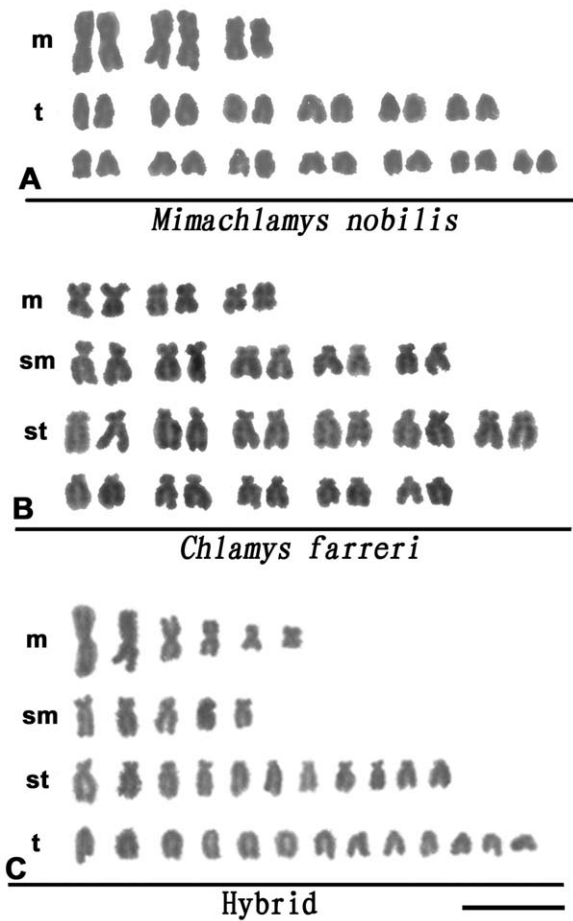 m
t
A
Mimachlamys nobilis
m
sm
st
B
Chlamys farreri
m
sm
st
t
C
Hybrid